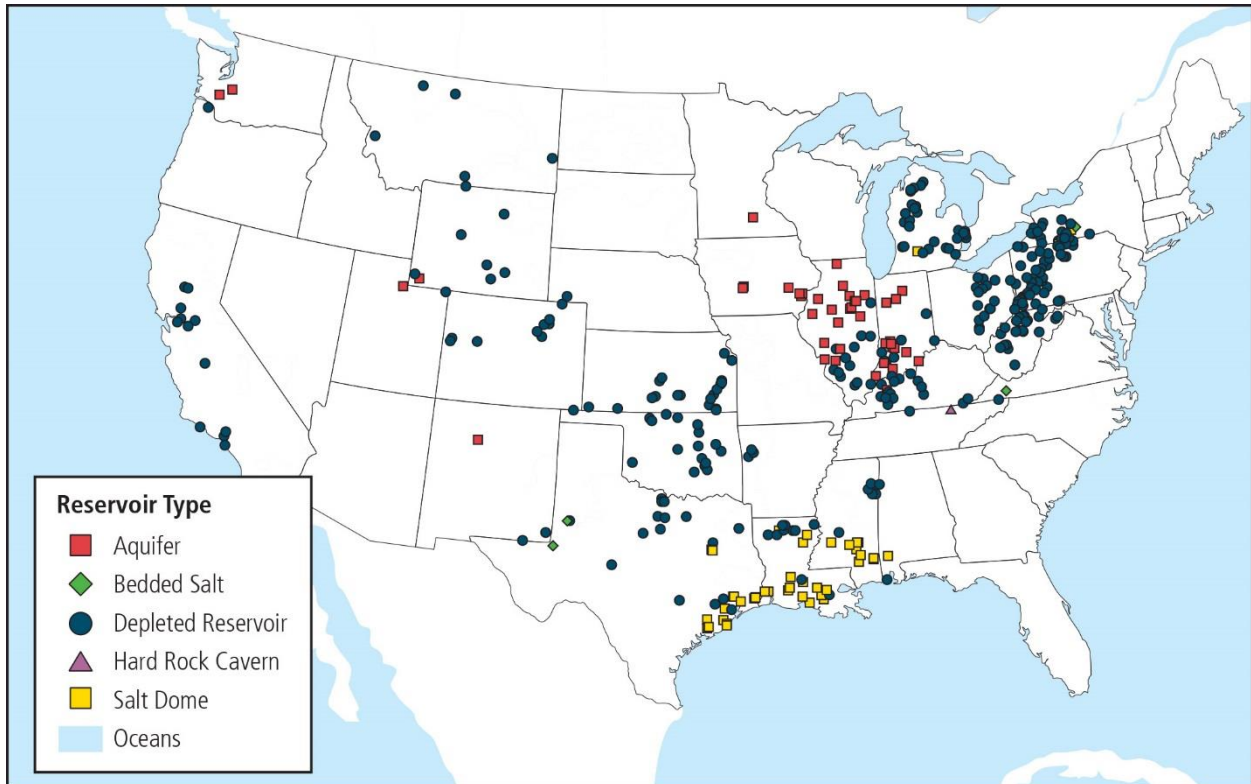 Reservoir Type
Aquifer
Bedded Salt
Depleted Reservoir
Hard Rock Cavern
Salt Dome
Oceans